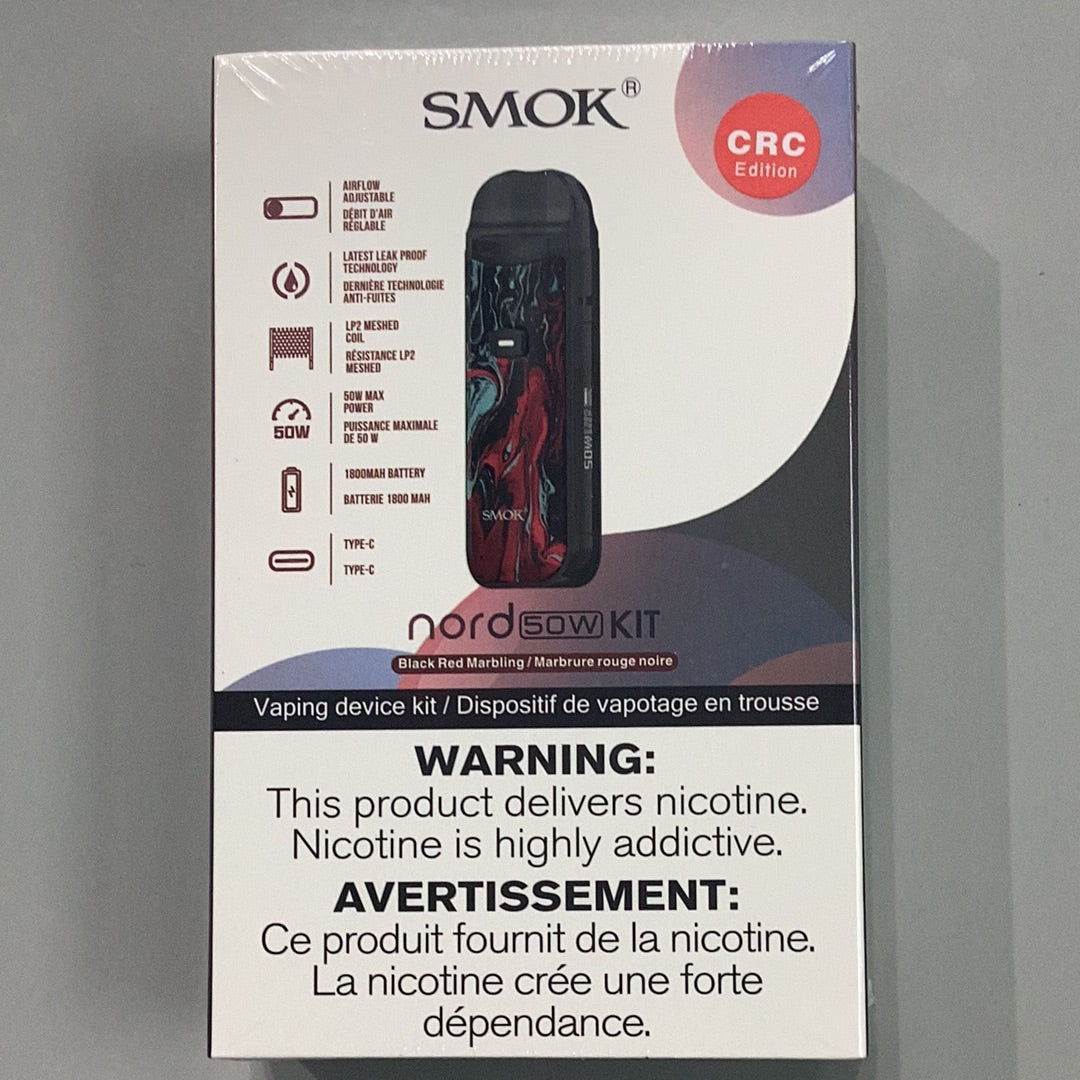 SMOK®
CRC
Edition
AIRFLOW
ADJUSTABLE
DÉBIT D'AIR
RÉGLABLE
LATEST LEAK PROOF
TECHNOLOGY
DERNIÈRE TECHNOLOGIE
ANTI-FUITES
LP2 MESHED
COIL
RÉSISTANCE LP2
MESHED
50W
50W MAX
POWER
PUISSANCE MAXIMALE
DE 50 W
1800MAH BATTERY
BATTERIE 1800 MAH
TYPE-C
TYPE-C
50W
SMOK
nord 50W KIT
Black Red Marbling / Marbrure rouge noire
Vaping device kit / Dispositif de vapotage en trousse
WARNING:
This product delivers nicotine.
Nicotine is highly addictive.
AVERTISSEMENT:
Ce produit fournit de la nicotine.
La nicotine crée une forte
dépendance.